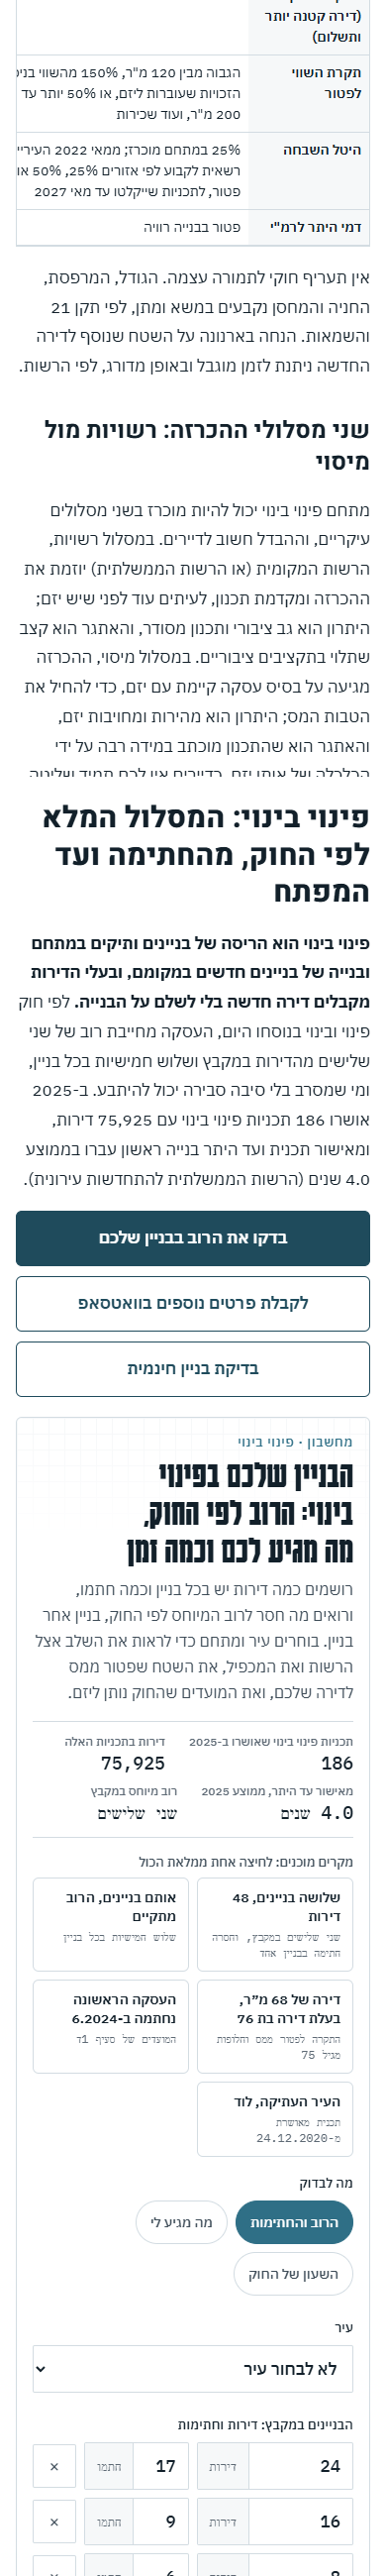 (דירה קטנה יותר
ותשלום)
תקרת השווי
לפטור
הגבוה מבין 120 מ"ר, 150% מהשווי
הזכויות שעוברות ליזם, או 50% יותר עד
200 מ"ר, ועוד שכירות
היטל השבחה
25% במתחם מוכרז; ממאי 2022
רשאית לקבוע לפי אזורים 25%, 50% או
פטור, לתכניות שייקלטו עד מאי 2027
דמי היתר לרמ"י
פטור בבנייה רוויה
אין תעריף חוקי לתמורה עצמה. הגודל, המרפסת,
החניה והמחסן נקבעים במשא ומתן, לפי תקן 21
והשמאות. הנחה בארנונה על השטח שנוסף לדירה
החדשה ניתנת לזמן מוגבל ובאופן מדורג, לפי הרשות.
שני מסלולי ההכרזה: רשויות מול
מיסוי
מתחם פינוי בינוי יכול להיות מוכרז בשני מסלולים
עיקריים, וההבדל חשוב לדיירים. במסלול רשויות,
הרשות המקומית (או הרשות הממשלתית) יוזמת את
ההכרזה ומקדמת תכנון, לעיתים עוד לפני שיש יזם;
היתרון הוא גב ציבורי ותכנון מסודר, והאתגר הוא קצב
שתלוי בתקציבים ציבוריים. במסלול מיסוי, ההכרזה
מגיעה על בסיס עסקה קיימת עם יזם, כדי להחיל את
הטבות המס; היתרון הוא מהירות ומחויבות יזם,
והאתגר הוא שהתכנון מוכתב במידה רבה על ידי
הכלכלה של אותו יזם. כדיירים אין לכם תמיד שליטה
פינוי בינוי: המסלול המלא
לפי החוק, מהחתימה ועד
המפתח
פינוי בינוי הוא הריסה של בניינים ותיקים במתחם
ובנייה של בניינים חדשים במקומם, ובעלי הדירות
מקבלים דירה חדשה בלי לשלם על הבנייה. לפי חוק
פינוי ובינוי בנוסחו היום, העסקה מחייבת רוב של שני
שלישים מהדירות במקבץ ושלוש חמישיות בכל בניין,
ומי שמסרב בלי סיבה סבירה יכול להיתבע. ב-2025
אושרו 186 תכניות פינוי בינוי עם 75,925 דירות,
ומאישור תכנית ועד היתר בנייה ראשון עברו בממוצע
4.0 שנים (הרשות הממשלתית להתחדשות עירונית).
בדקו את הרוב בבניין שלכם
לקבלת פרטים נוספים בוואטסאפ
בדיקת בניין חינמית
מחשבון · פינוי בינוי
הבניין שלכם בפינוי
בינוי: הרוב לפי החוק,
מה מגיע לכם וכמה זמן
רושמים כמה דירות יש בכל בניין וכמה חתמו,
ורואים מה חסר לרוב המיוחס לפי החוק, בניין אחר
בניין. בוחרים עיר ומתחם כדי לראות את השלב אצל
הרשות ואת המכפיל, את השטח שפטור ממס
לדירה שלכם, ואת המועדים שהחוק נותן ליזם.
תכניות פינוי בינוי שאושרו ב-2025
186
דירות בתכניות האלה
75,925
מאישור עד היתר, ממוצע 2025
4.0 שנים
רוב מיוחס במקבץ
שני שלישים
מקרים מוכנים: לחיצה אחת ממלאת הכול
שלושה בניינים, 48
דירות
שני שלישים במקבץ, וחסרה
חתימה בבניין אחד
אותם בניינים, הרוב
מתקיים
שלוש חמישיות בכל בניין
דירה של 68 מ"ר,
בעלת דירה בת 76
התקרה לפטור ממס וחלופות
מגיל 75
העסקה הראשונה
נחתמה ב-6.2024
המועדים של סעיף 1ד
העיר העתיקה, לוד
תכנית מאושרת
מ-24.12.2020
מה לבדוק
הרוב והחתימות
מה מגיע לי
השעון של החוק
עיר
לא לבחור עיר
הבניינים במקבץ: דירות וחתימות
24 דירות 17 חתמו ×
16 דירות 9 חתמו ×